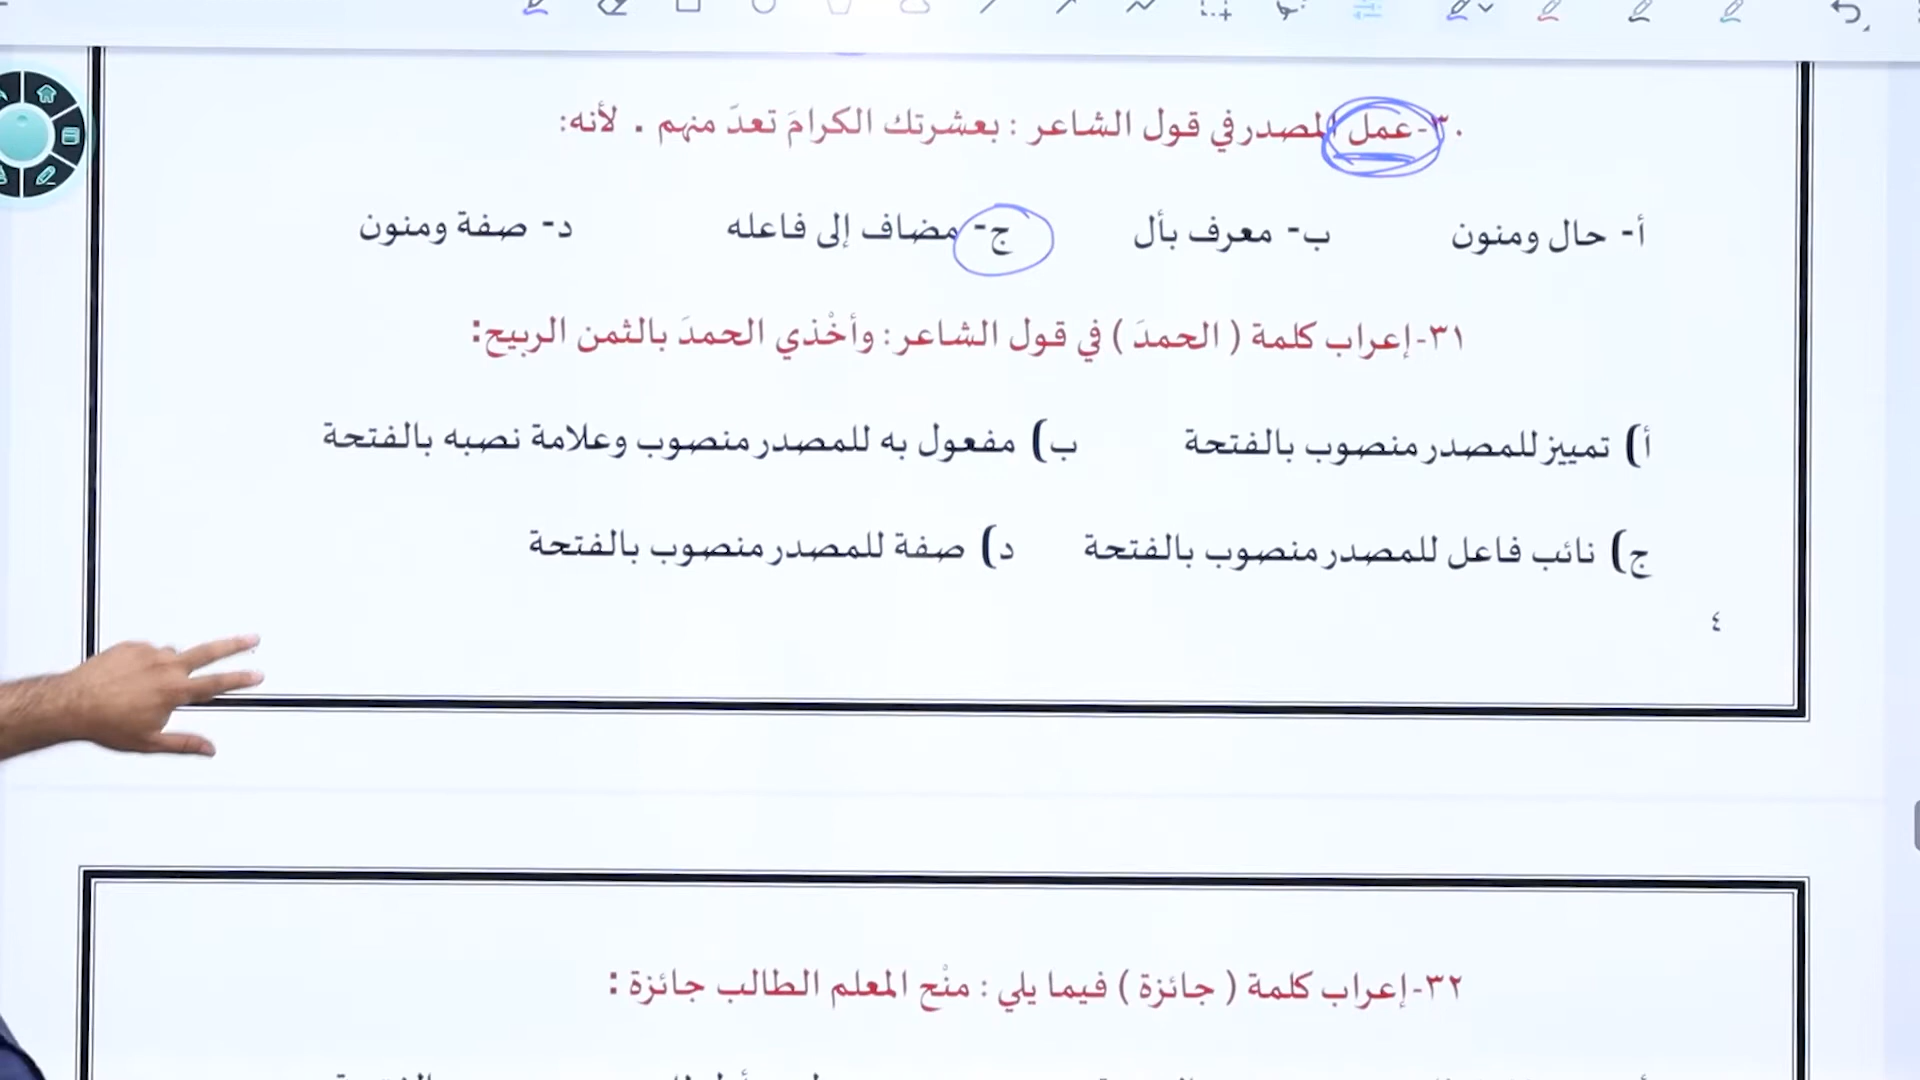 ٣٠-عمل المصدر في قول الشاعر : بعشرتك الكرامَ تعدّ منهم . لأنه:
أ- حال ومنون ب- معرف بأل ج- مضاف إلى فاعله د- صفة ومنون
٣١-إعراب كلمة ( الحمدَ ) في قول الشاعر: وأخْذي الحمدَ بالثمن الربيح:
أ) تمييز للمصدر منصوب بالفتحة ب) مفعول به للمصدر منصوب وعلامة نصبه بالفتحة
ج) نائب فاعل للمصدر منصوب بالفتحة د) صفة للمصدر منصوب بالفتحة
٤
٣٢-إعراب كلمة ( جائزة ) فيما يلي : منْح المعلم الطالب جائزة :